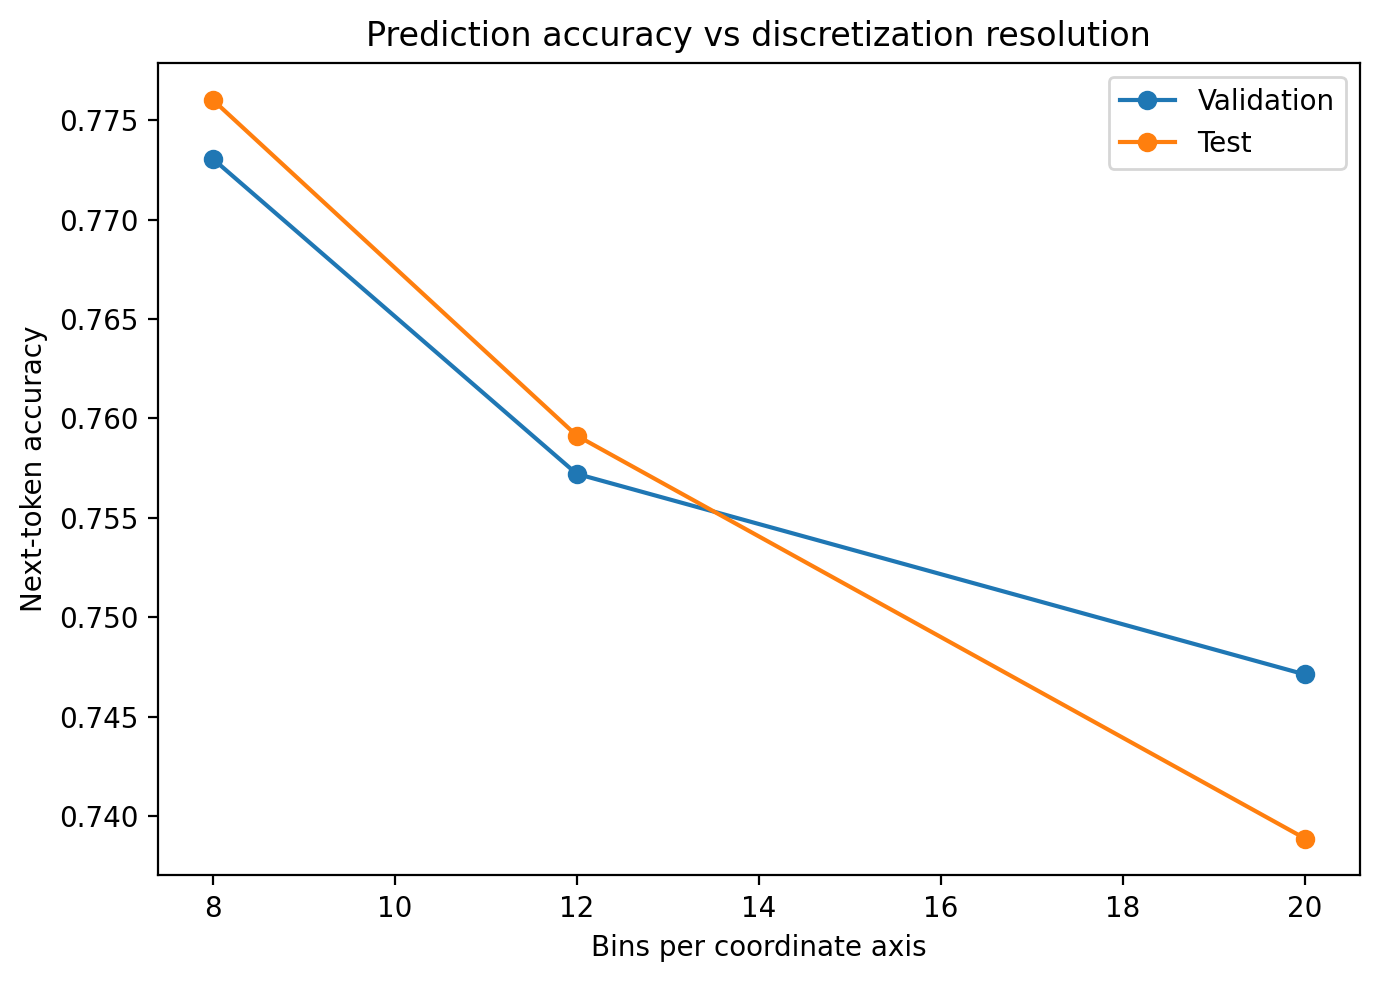 Prediction accuracy vs discretization resolution
Validation
Test
0.775
0.770
0.765
0.760
0.755
0.750
0.745
0.740
Next-token accuracy
8 10 12 14 16 18 20
Bins per coordinate axis